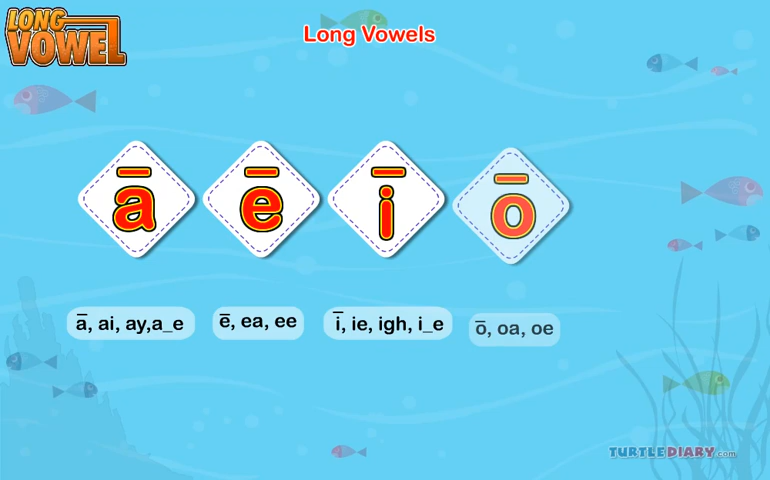 LONG
VOWEL
Long Vowels
ā
ē
ī
ō
ā, ai, ay,a_e
ē, ea, ee
ī, ie, igh, i_e
ō, oa, oe
TURTLEDIARY.com